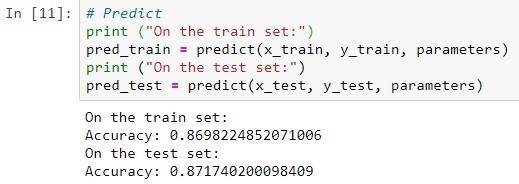 In [11]: # Predict
print ("On the train set:")
pred_train = predict(x_train, y_train, parameters)
print ("On the test set:")
pred_test = predict(x_test, y_test, parameters)
On the train set:
Accuracy: 0.8698224852071006
On the test set:
Accuracy: 0.871740200098409